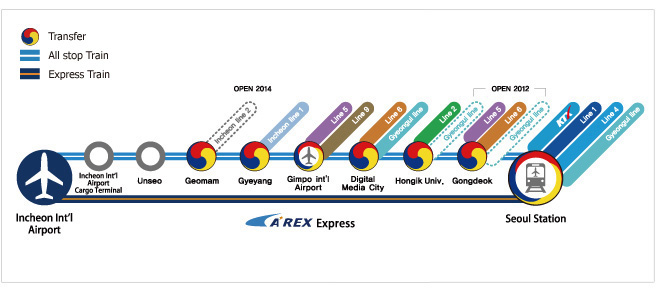 Transfer
All stop Train
Express Train
OPEN 2014
OPEN 2012
Incheon line 2
Incheon line 1
Line 5
Line 9
Line 6
Gyeongui line
Line 2
Gyeongui line
Line 5
Line 6
Gyeongui line
KTX
Line 1
Line 4
Gyeongui line
Incheon Int'l
Airport
Incheon Int'l
Airport
Cargo Terminal
Unseo
Geomam
Gyeyang
Gimpo int'l
Airport
Digital
Media City
Hongik Univ.
Gongdeok
Seoul Station
A'REX Express